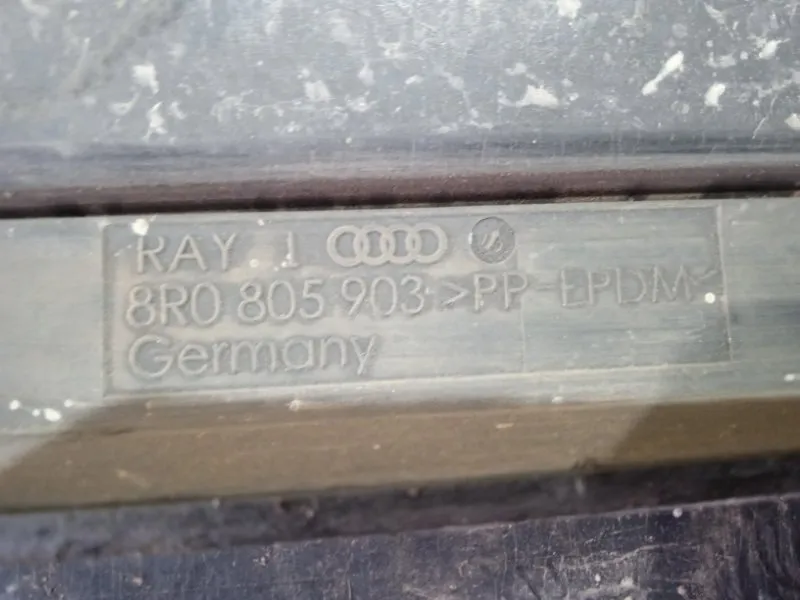 RAY 1
8R0 805 903 >PP-EPDM<
Germany